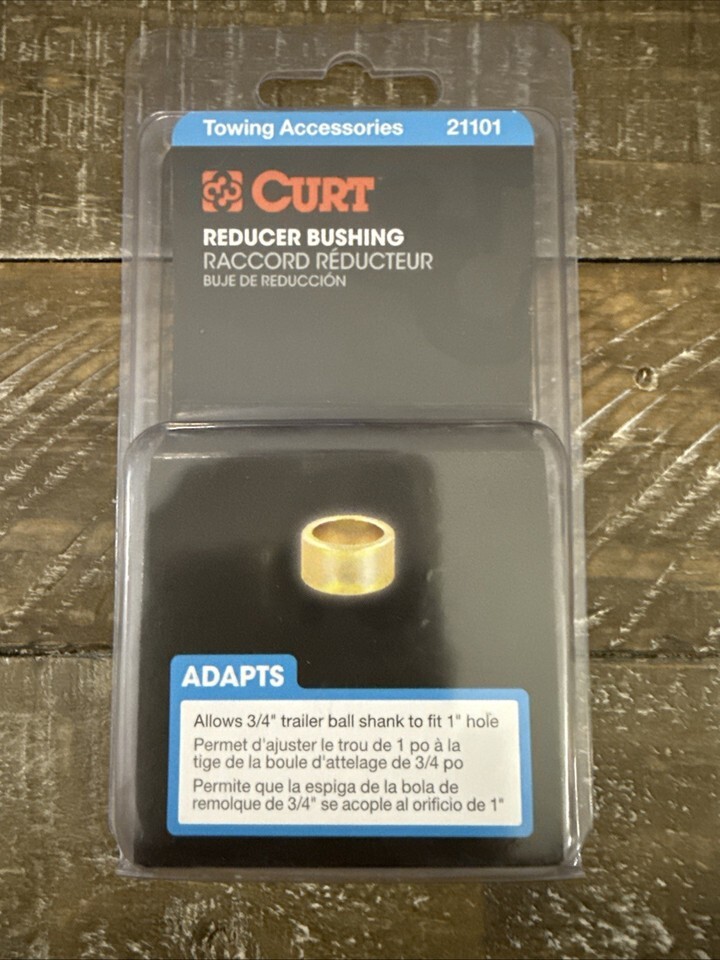 Towing Accessories 21101
CURT
REDUCER BUSHING
RACCORD RÉDUCTEUR
BUJE DE REDUCCIÓN
ADAPTS
Allows 3/4" trailer ball shank to fit 1" hole
Permet d'ajuster le trou de 1 po à la
tige de la boule d'attelage de 3/4 po
Permite que la espiga de la bola de
remolque de 3/4" se acople al orificio de 1"